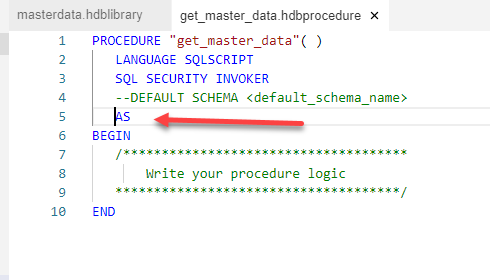 masterdata.hdblibrary get_master_data.hdbprocedure ×
1 PROCEDURE "get_master_data"( )
2 LANGUAGE SQLSCRIPT
3 SQL SECURITY INVOKER
4 --DEFAULT SCHEMA <default_schema_name>
5 AS
6 BEGIN
7 /*************************************
8 Write your procedure logic
9 *************************************/
10 END